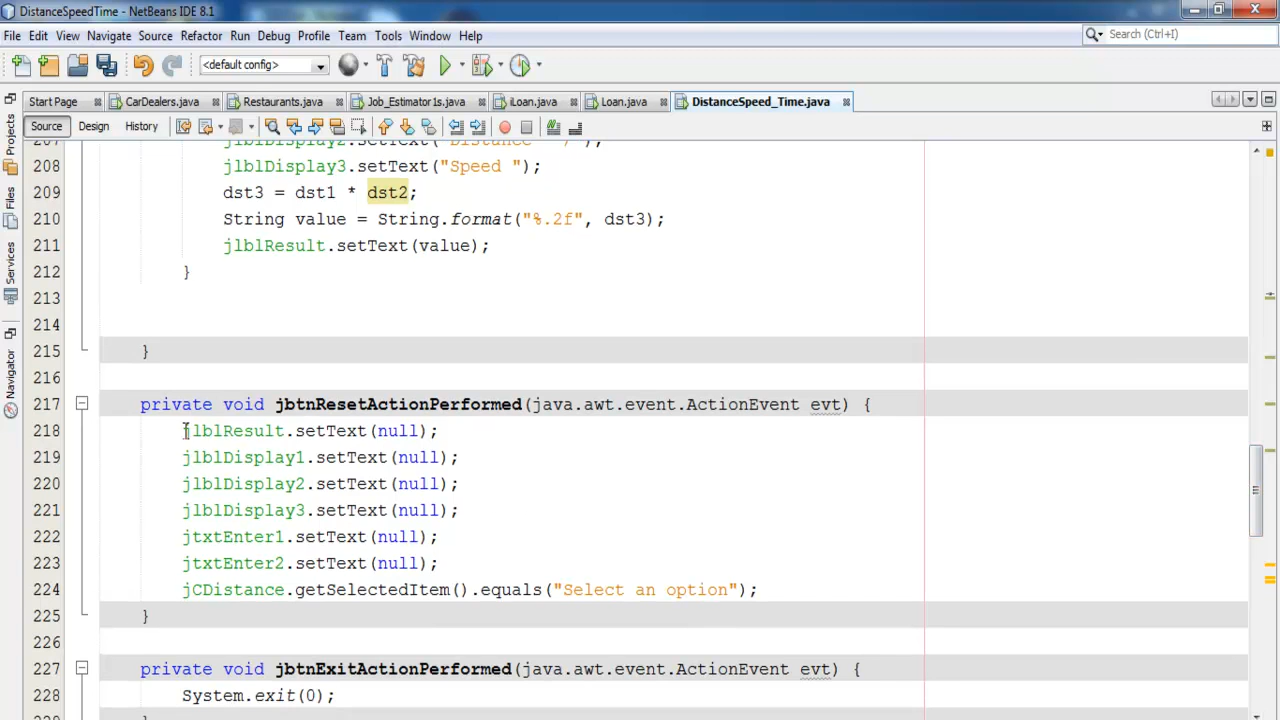 DistanceSpeedTime - NetBeans IDE 8.1
File Edit View Navigate Source Refactor Run Debug Profile Team Tools Window Help
Search (Ctrl+I)
<default config>
Start Page CarDealers.java Restaurants.java Job_Estimator1s.java iLoan.java Loan.java DistanceSpeed_Time.java
Source Design History
Projects
Files
Services
Navigator
207 jlblDisplay2.setText("Distance / ");
208 jlblDisplay3.setText("Speed ");
209 dst3 = dst1 * dst2;
210 String value = String.format("%.2f", dst3);
211 jlblResult.setText(value);
212 }
213
214
215 }
216
217 private void jbtnResetActionPerformed(java.awt.event.ActionEvent evt) {
218 jlblResult.setText(null);
219 jlblDisplay1.setText(null);
220 jlblDisplay2.setText(null);
221 jlblDisplay3.setText(null);
222 jtxtEnter1.setText(null);
223 jtxtEnter2.setText(null);
224 jCDistance.getSelectedItem().equals("Select an option");
225 }
226
227 private void jbtnExitActionPerformed(java.awt.event.ActionEvent evt) {
228 System.exit(0);
229 }